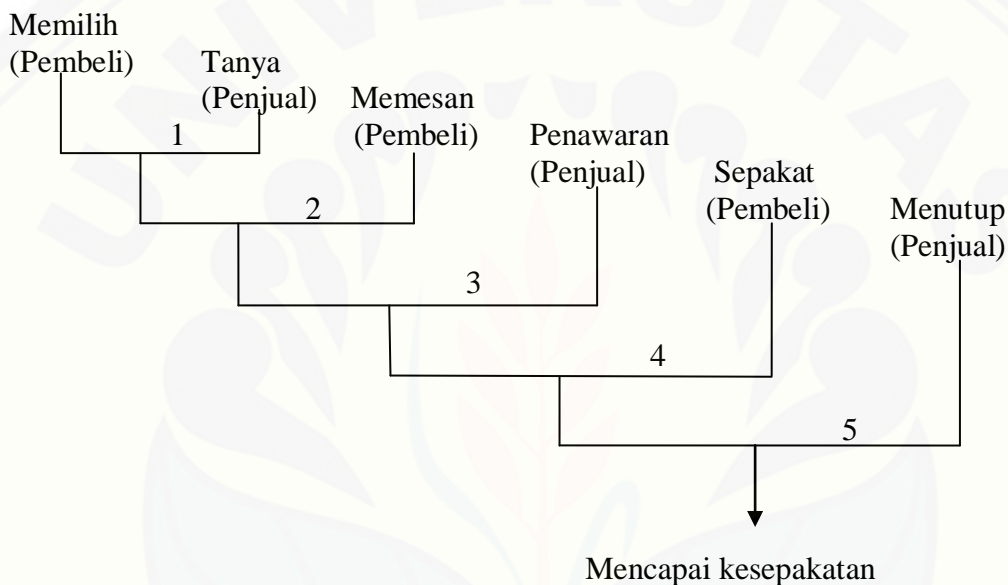 Memilih
(Pembeli)
Tanya
(Penjual)
Memesan
(Pembeli)
Penawaran
(Penjual)
Sepakat
(Pembeli)
Menutup
(Penjual)
1
2
3
4
5
Mencapai kesepakatan
UNIVERSITA